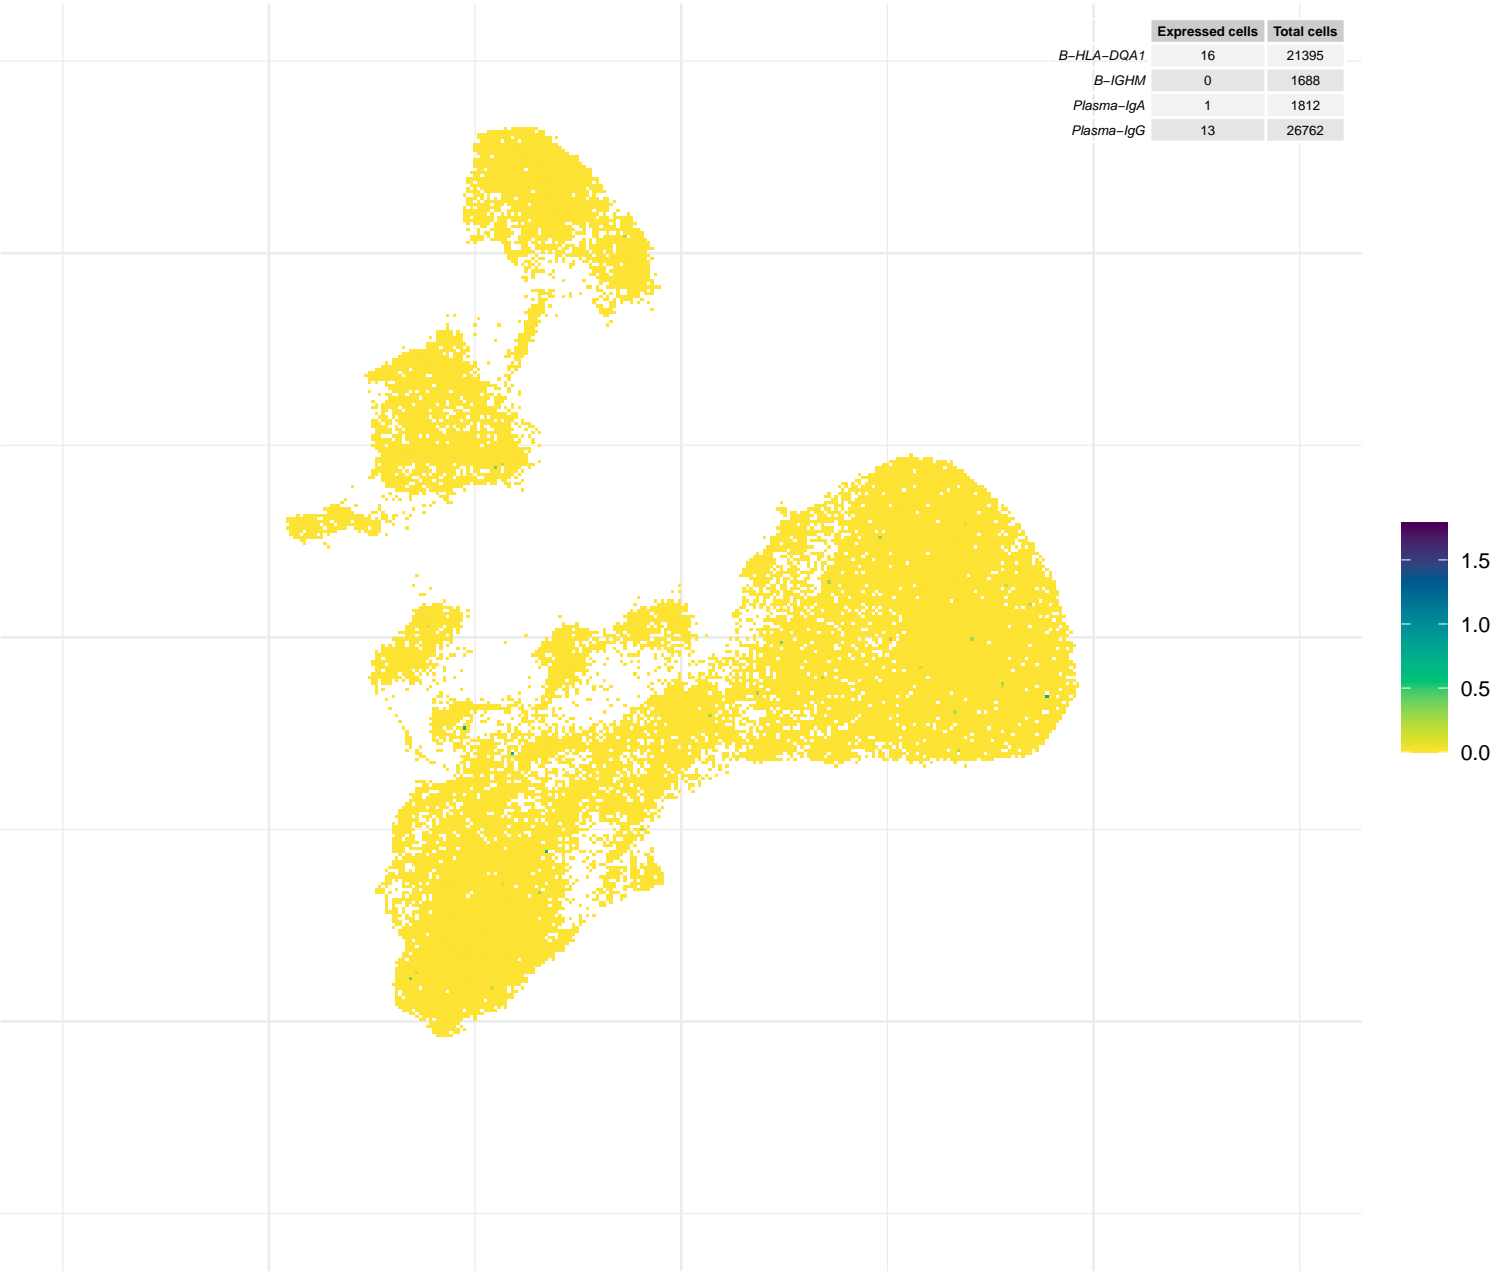 Expressed cells Total cells
B−HLA−DQA1 16 21395
B−IGHM 0 1688
Plasma−IgA 1 1812
Plasma−IgG 13 26762
1.5
1.0
0.5
0.0